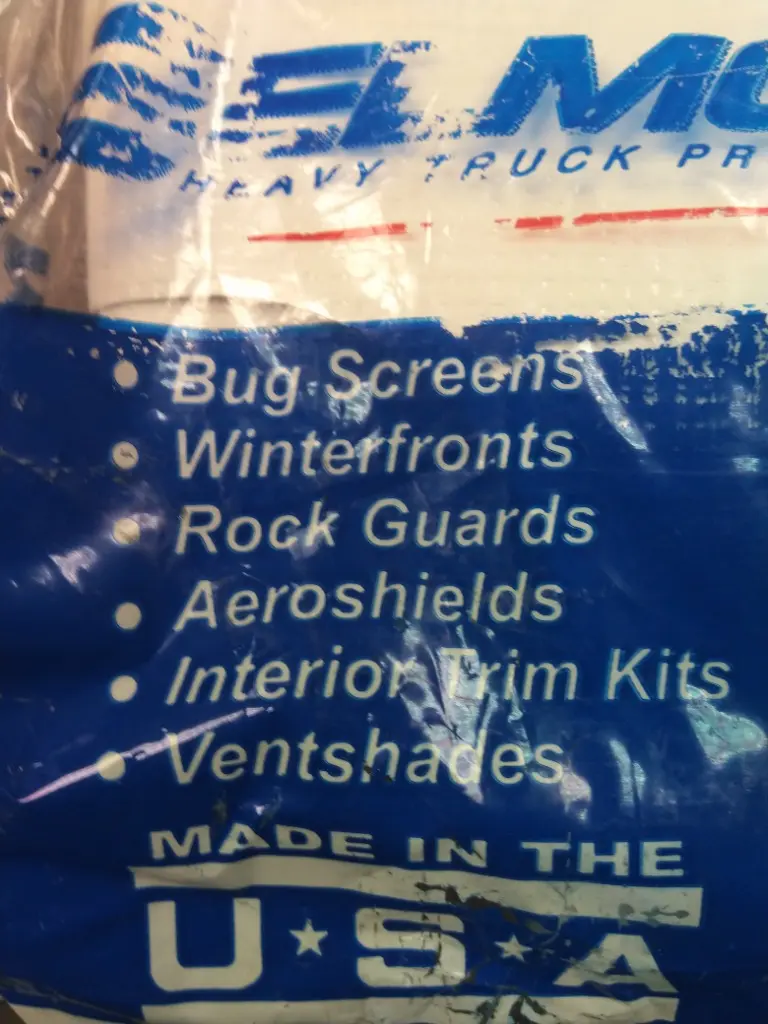 HEAVY TRUCK PR
• Bug Screens
• Winterfronts
• Rock Guards
• Aeroshields
• Interior Trim Kits
• Ventshades
MADE IN THE
U★S★A